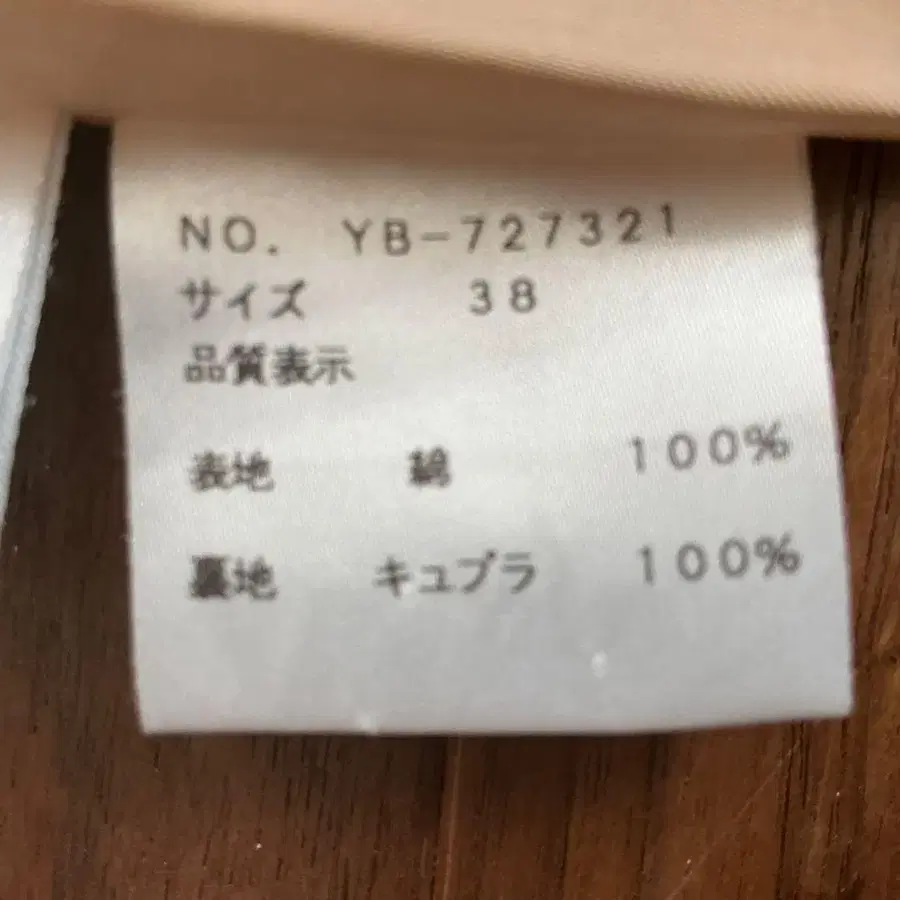 NO. YB-727321
サイズ 38
品質表示
表地 綿 100%
裏地 キュプラ 100%